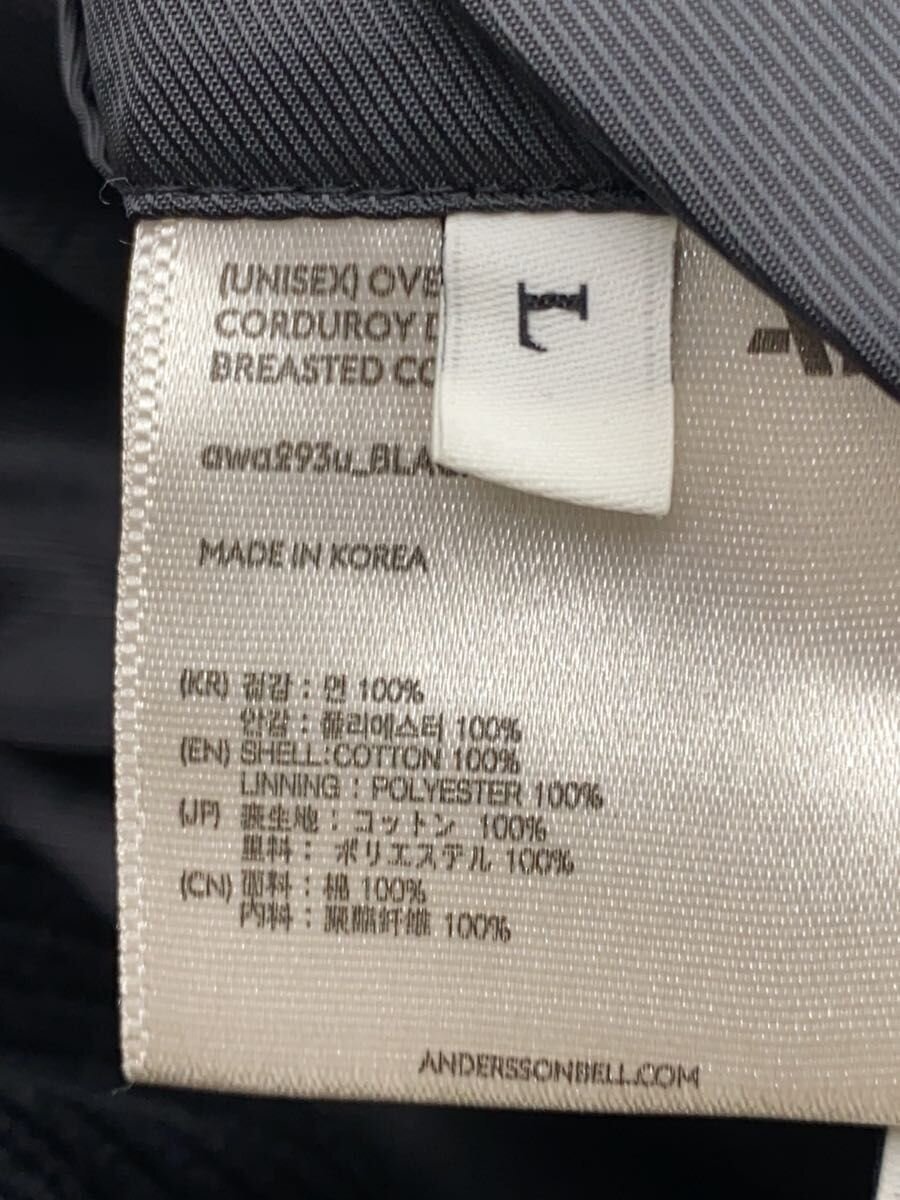 (UNISEX) OVE
CORDUROY D
BREASTED CO
L
awa293u_BLAC
MADE IN KOREA
(KR) 겉감 : 면 100%
안감 : 폴리에스터 100%
(EN) SHELL:COTTON 100%
LINNING : POLYESTER 100%
(JP) 表生地 : コットン 100%
里料 : ポリエステル 100%
(CN) 面料 : 棉 100%
内料 : 聚酯纤维 100%
ANDERSSONBELL.COM